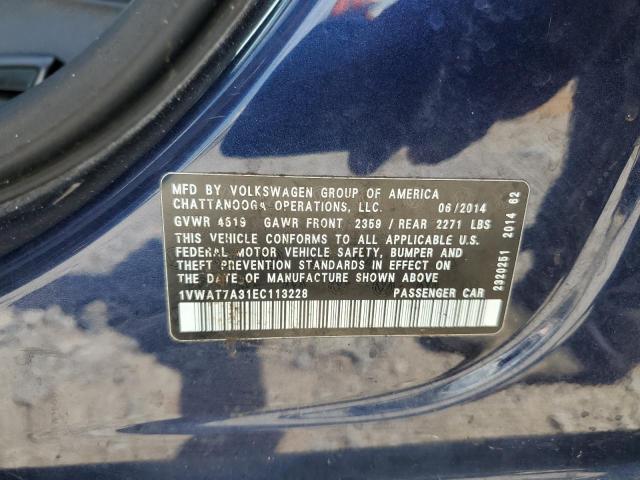 MFD BY VOLKSWAGEN GROUP OF AMERICA
CHATTANOOGA OPERATIONS, LLC. 06/2014
GVWR 4519 GAWR FRONT 2359 / REAR 2271 LBS
THIS VEHICLE CONFORMS TO ALL APPLICABLE U.S.
FEDERAL MOTOR VEHICLE SAFETY, BUMPER AND
THEFT PREVENTION STANDARDS IN EFFECT ON
THE DATE OF MANUFACTURE SHOWN ABOVE
1VWAT7A31EC113228 PASSENGER CAR
2320251 2014 62